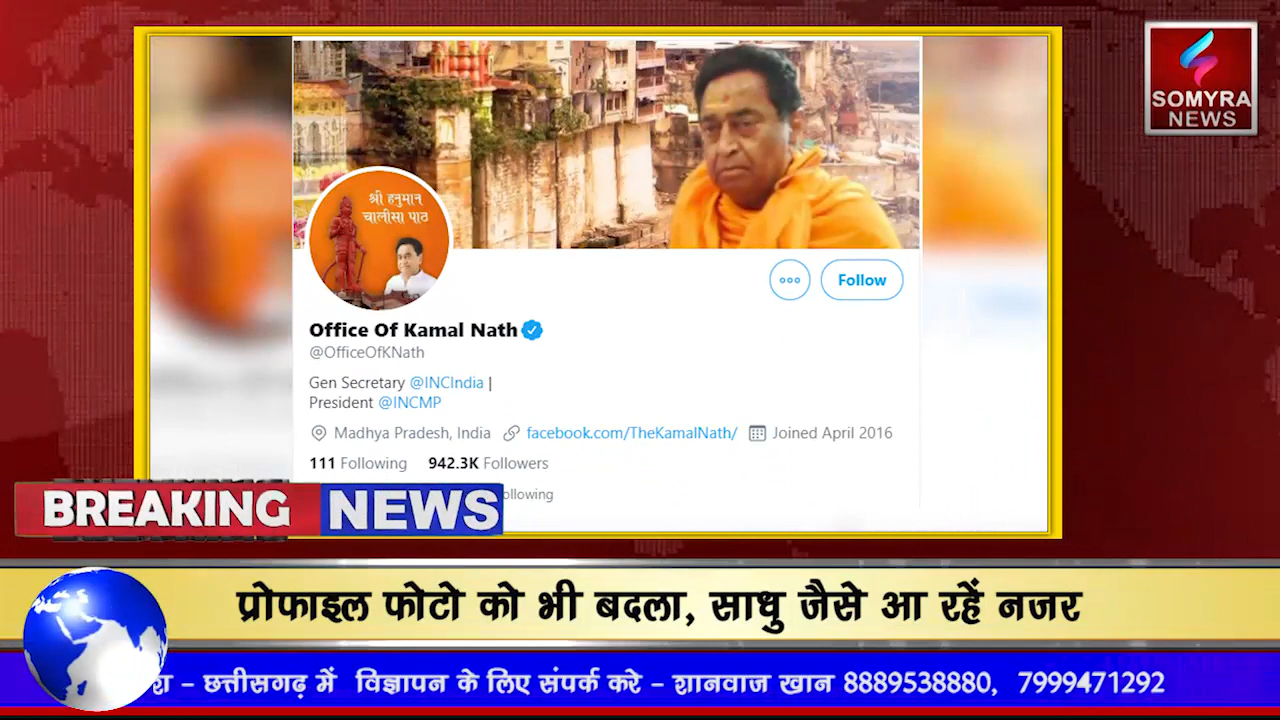 SOMYRA
NEWS
श्री हनुमान
चालीसा पाठ
Follow
Office Of Kamal Nath
@OfficeOfKNath
Gen Secretary @INCIndia |
President @INCMP
Madhya Pradesh, India facebook.com/TheKamalNath/ Joined April 2016
111 Following 942.3K Followers
BREAKING NEWS
प्रोफाइल फोटो को भी बदला, साधु जैसे आ रहें नजर
– छत्तीसगढ़ में विज्ञापन के लिए संपर्क करे – शानवाज खान 8889538880, 7999471292